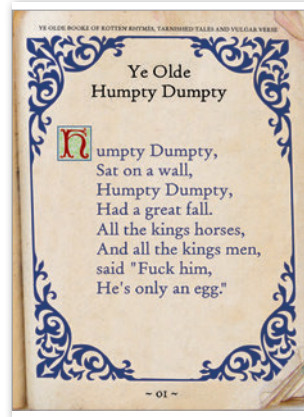 YE OLDE BOOKE OF ROTTEN RHYMES, TARNISHED TALES AND VULGAR VERSE
Ye Olde
Humpty Dumpty
Humpty Dumpty,
Sat on a wall,
Humpty Dumpty,
Had a great fall.
All the kings horses,
And all the kings men,
said "Fuck him,
He's only an egg."
~ 01 ~